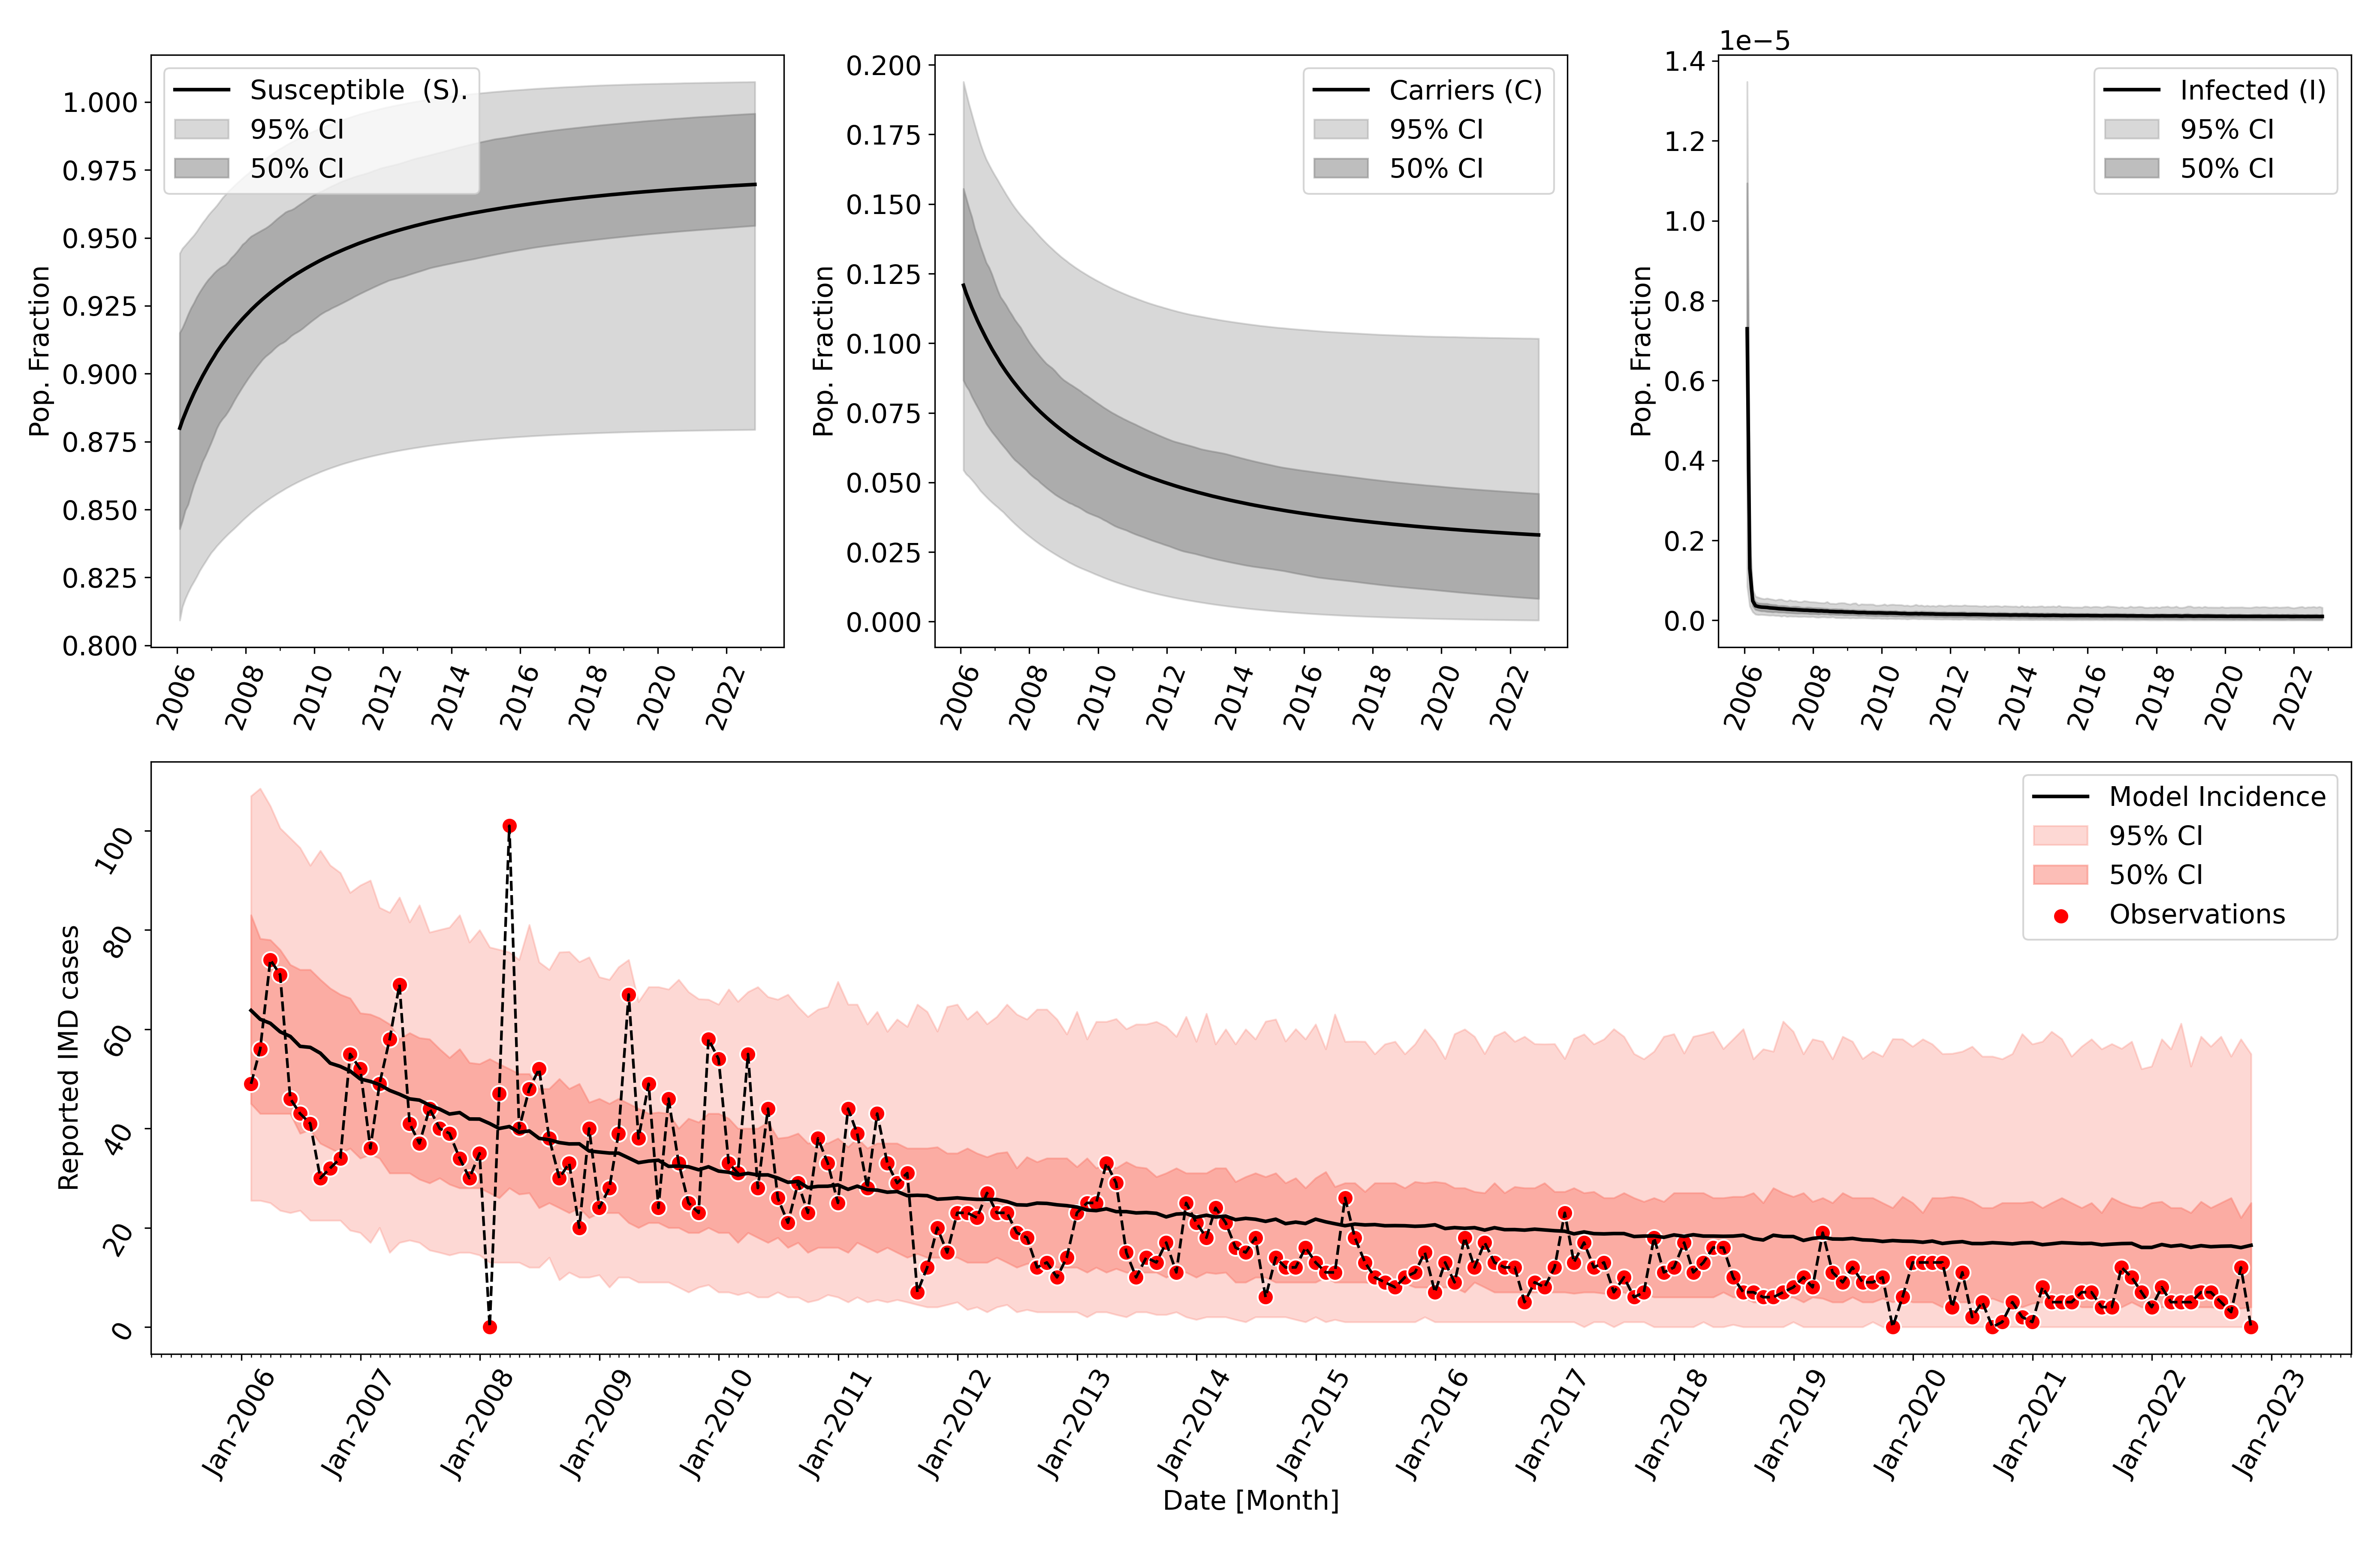 Susceptible  (S).
95% CI
50% CI
Pop. Fraction
1.000
0.975
0.950
0.925
0.900
0.875
0.850
0.825
0.800
2006
2008
2010
2012
2014
2016
2018
2020
2022
Carriers (C)
95% CI
50% CI
Pop. Fraction
0.200
0.175
0.150
0.125
0.100
0.075
0.050
0.025
0.000
2006
2008
2010
2012
2014
2016
2018
2020
2022
1e−5
Infected (I)
95% CI
50% CI
Pop. Fraction
1.4
1.2
1.0
0.8
0.6
0.4
0.2
0.0
2006
2008
2010
2012
2014
2016
2018
2020
2022
Model Incidence
95% CI
50% CI
Observations
Reported IMD cases
100
80
60
40
20
0
Jan-2006
Jan-2007
Jan-2008
Jan-2009
Jan-2010
Jan-2011
Jan-2012
Jan-2013
Jan-2014
Jan-2015
Jan-2016
Jan-2017
Jan-2018
Jan-2019
Jan-2020
Jan-2021
Jan-2022
Jan-2023
Date [Month]